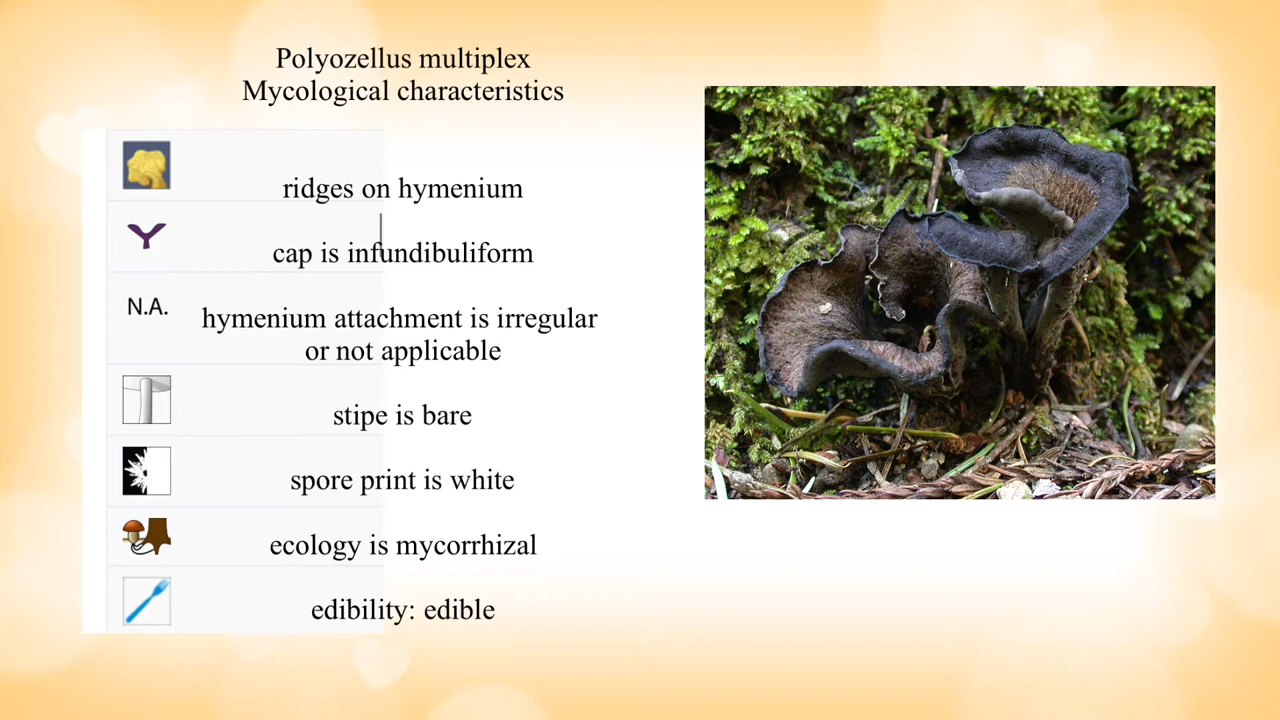 Polyozellus multiplex
Mycological characteristics
ridges on hymenium
cap is infundibuliform
N.A.
hymenium attachment is irregular
or not applicable
stipe is bare
spore print is white
ecology is mycorrhizal
edibility: edible